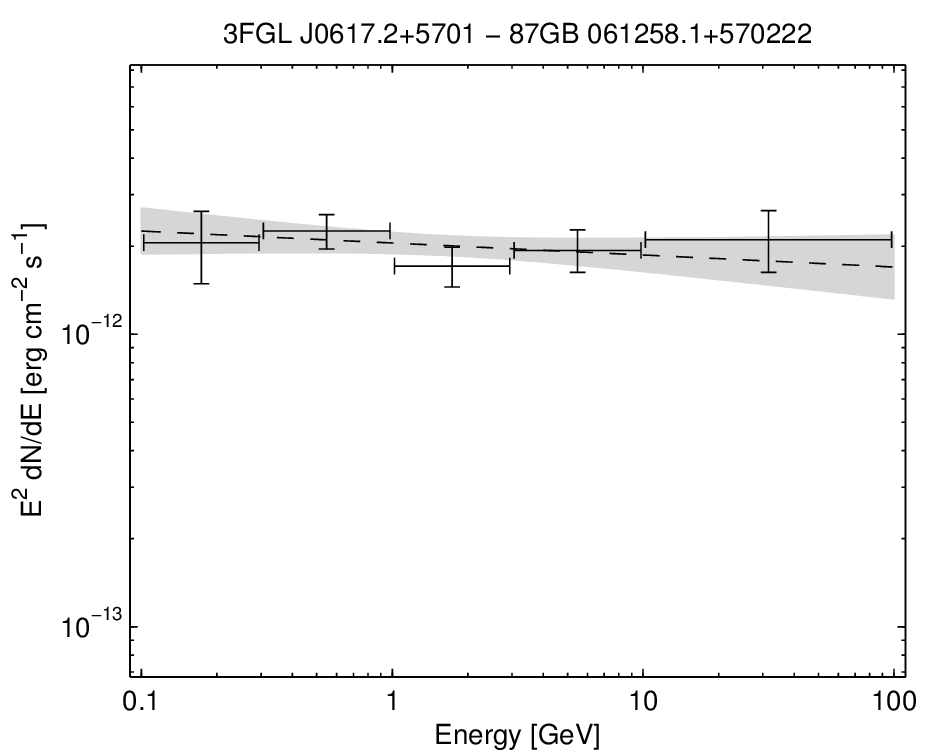 3FGL J0617.2+5701 − 87GB 061258.1+570222
E² dN/dE [erg cm⁻² s⁻¹]
10⁻¹²
10⁻¹³
0.1 1 10 100
Energy [GeV]